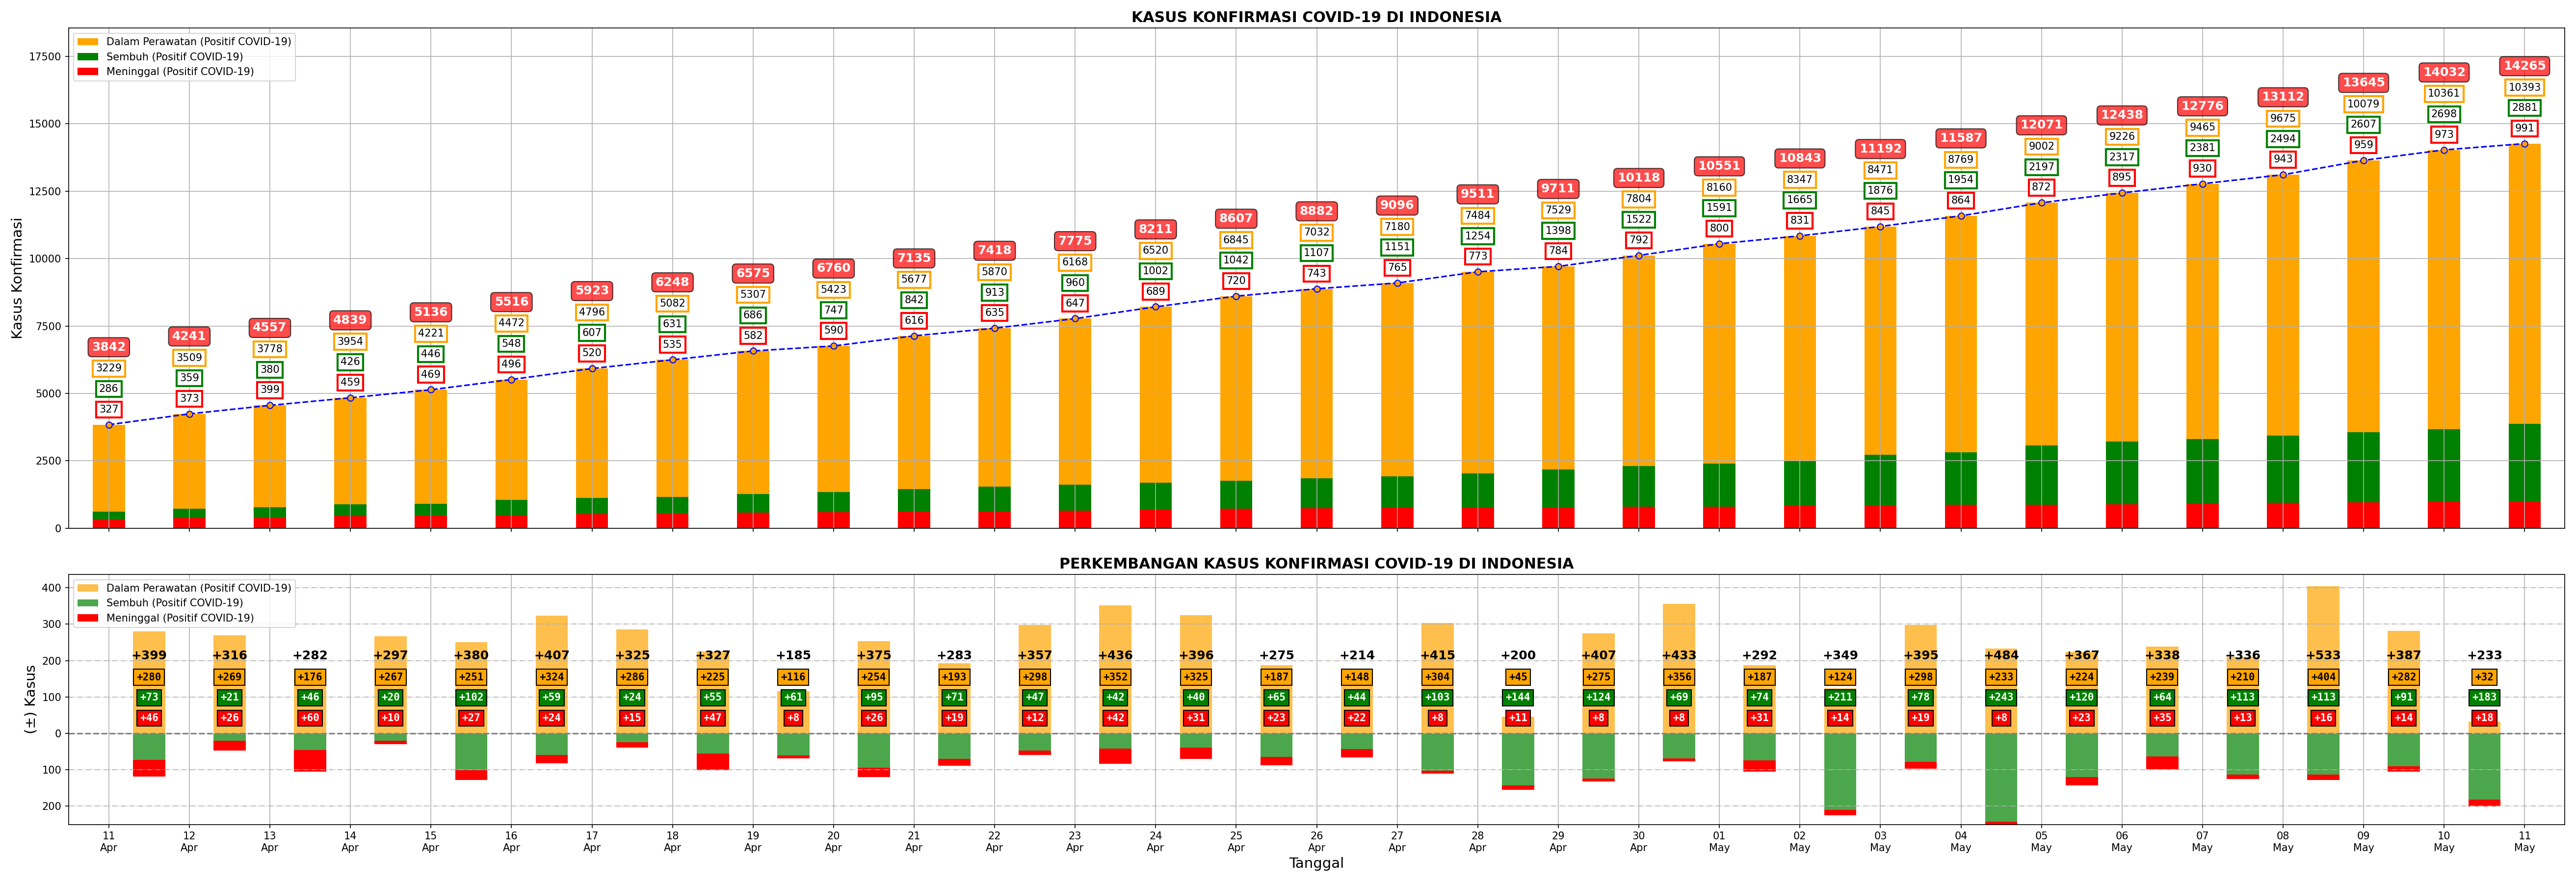 KASUS KONFIRMASI COVID-19 DI INDONESIA
Dalam Perawatan (Positif COVID-19)
Sembuh (Positif COVID-19)
Meninggal (Positif COVID-19)
Kasus Konfirmasi
17500
15000
12500
10000
7500
5000
2500
0
3842 4241 4557 4839 5136 5516 5923 6248 6575 6760 7135 7418 7775 8211 8607 8882 9096 9511 9711 10118 10551 10843 11192 11587 12071 12438 12776 13112 13645 14032 14265
3229 3509 3778 3954 4221 4472 4796 5082 5307 5423 5677 5870 6168 6520 6845 7032 7180 7484 7529 7804 8160 8347 8471 8769 9002 9226 9465 9675 10079 10361 10393
286 359 380 426 446 548 607 631 686 747 842 913 960 1002 1042 1107 1151 1254 1398 1522 1591 1665 1876 1954 2197 2317 2381 2494 2607 2698 2881
327 373 399 459 469 496 520 535 582 590 616 635 647 689 720 743 765 773 784 792 800 831 845 864 872 895 930 943 959 973 991
PERKEMBANGAN KASUS KONFIRMASI COVID-19 DI INDONESIA
Dalam Perawatan (Positif COVID-19)
Sembuh (Positif COVID-19)
Meninggal (Positif COVID-19)
(±) Kasus
400
300
200
100
0
100
200
+399 +316 +282 +297 +380 +407 +325 +327 +185 +375 +283 +357 +436 +396 +275 +214 +415 +200 +407 +433 +292 +349 +395 +484 +367 +338 +336 +533 +387 +233
+280 +269 +176 +267 +251 +324 +286 +225 +116 +254 +193 +298 +352 +325 +187 +148 +304 +45 +275 +356 +187 +124 +298 +233 +224 +239 +210 +404 +282 +32
+73 +21 +46 +20 +102 +59 +24 +55 +61 +95 +71 +47 +42 +40 +65 +44 +103 +144 +124 +69 +74 +211 +78 +243 +120 +64 +113 +113 +91 +183
+46 +26 +60 +10 +27 +24 +15 +47 +8 +26 +19 +12 +42 +31 +23 +22 +8 +11 +8 +8 +31 +14 +19 +8 +23 +35 +13 +16 +14 +18
11 12 13 14 15 16 17 18 19 20 21 22 23 24 25 26 27 28 29 30 01 02 03 04 05 06 07 08 09 10 11
Apr Apr Apr Apr Apr Apr Apr Apr Apr Apr Apr Apr Apr Apr Apr Apr Apr Apr Apr Apr May May May May May May May May May May May
Tanggal